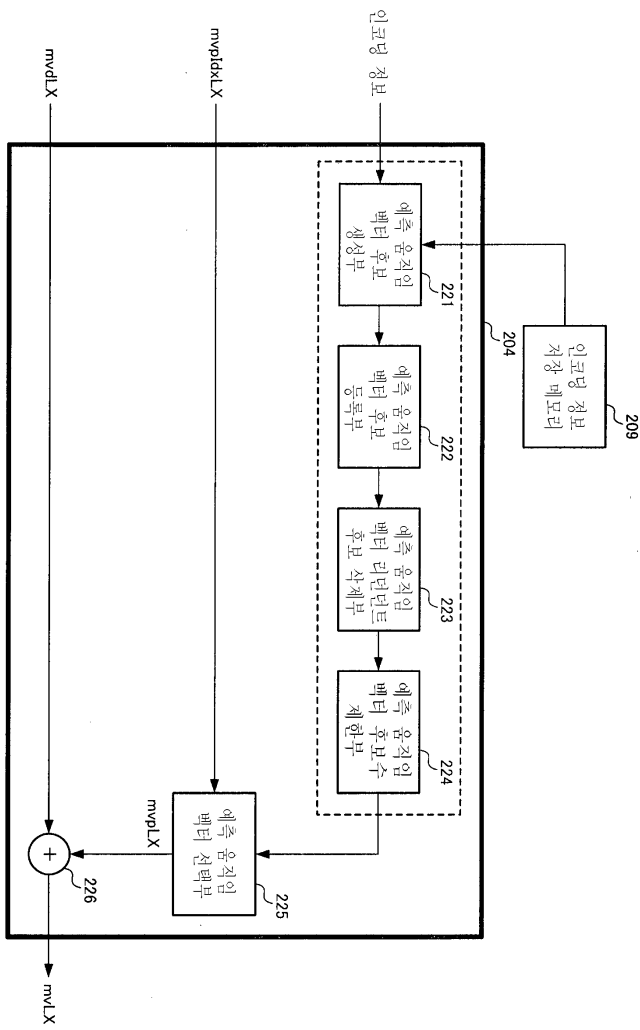 인코딩 정보
저장 메모리
209
204
인코딩 정보
예측 움직임
벡터 후보
생성부
221
예측 움직임
벡터 후보
등록부
222
예측 움직임
벡터 리던던트
후보 삭제부
223
예측 움직임
벡터 후보수
제한부
224
mvpIdxLX
예측 움직임
벡터 선택부
225
mvpLX
mvdLX
+
226
mvLX